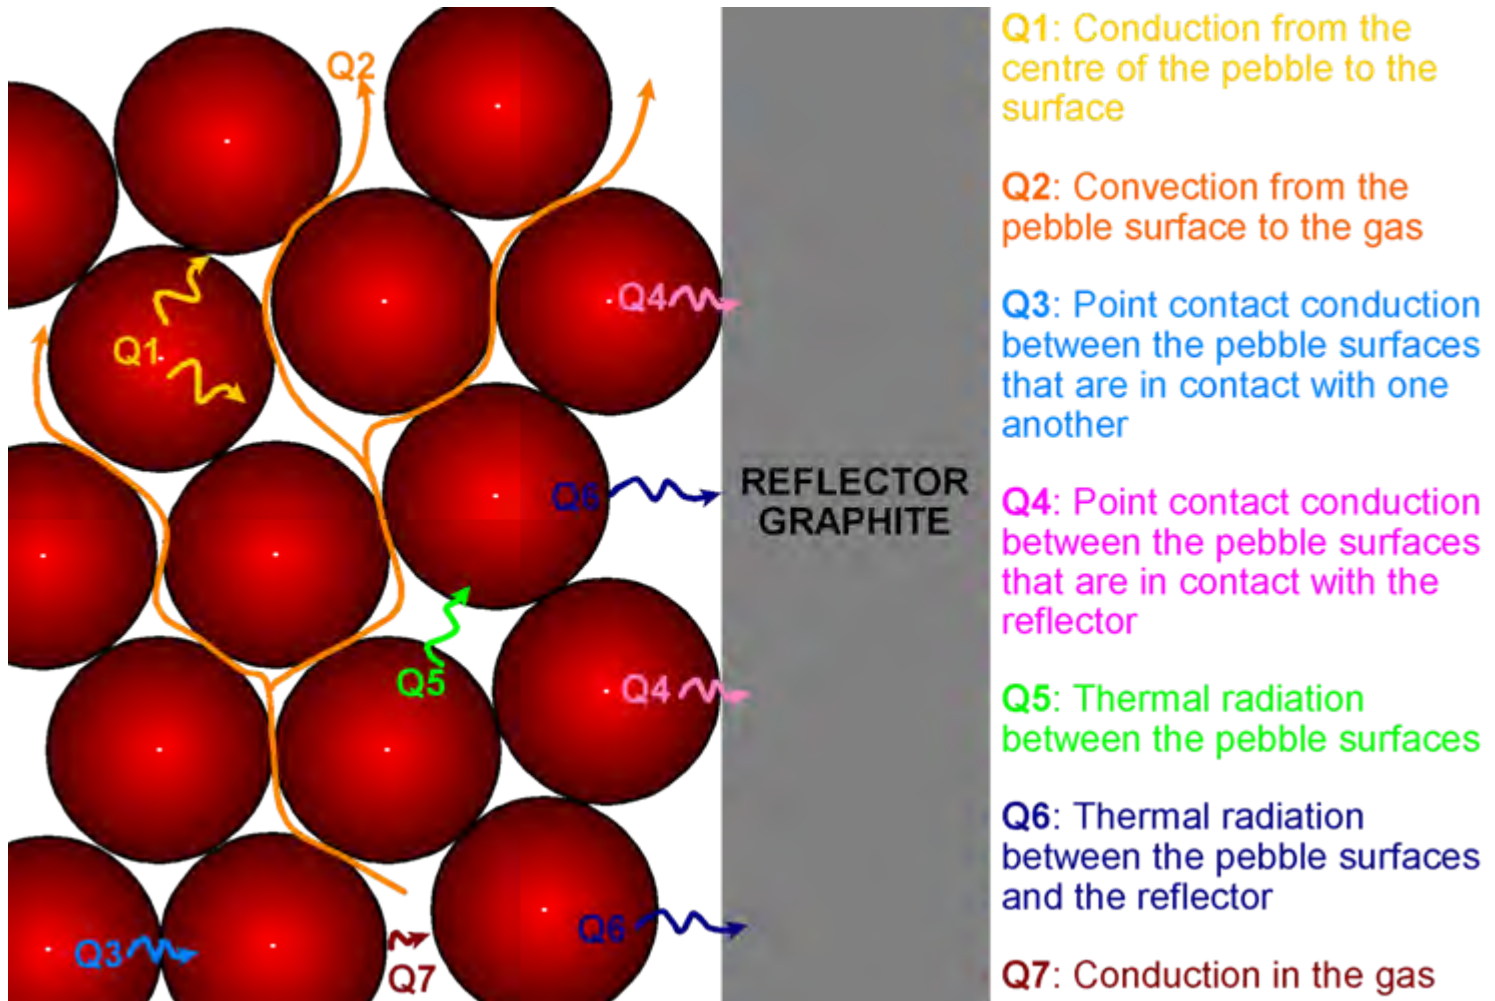 Q2
Q4
Q1
Q6
REFLECTOR
GRAPHITE
Q5
Q4
Q3
Q6
Q7
Q1: Conduction from the
centre of the pebble to the
surface
Q2: Convection from the
pebble surface to the gas
Q3: Point contact conduction
between the pebble surfaces
that are in contact with one
another
Q4: Point contact conduction
between the pebble surfaces
that are in contact with the
reflector
Q5: Thermal radiation
between the pebble surfaces
Q6: Thermal radiation
between the pebble surfaces
and the reflector
Q7: Conduction in the gas